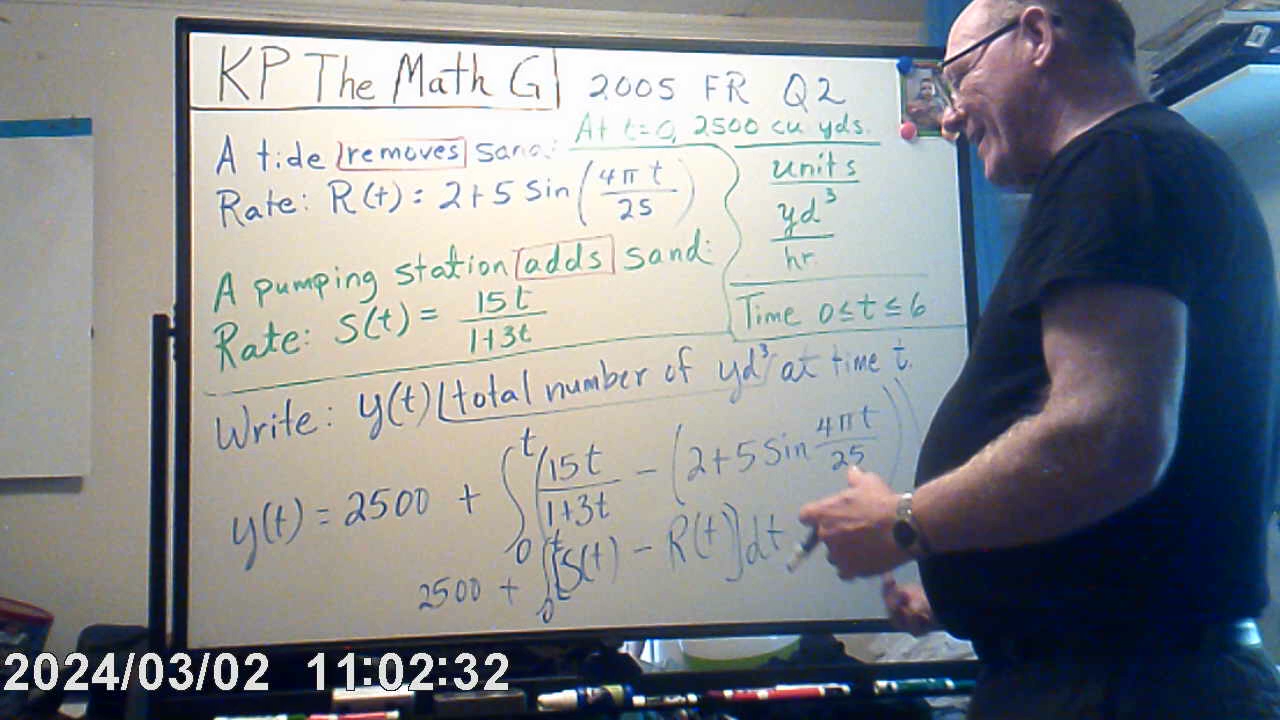 KP The Math G 2005 FR Q2
At t=0, 2500 cu yds.
A tide removes sand:
Rate: R(t) = 2+5 sin(4πt/25)
units
yd³/hr
A pumping station adds sand:
Rate: S(t) = 15t/1+3t
Time 0≤t≤6
Write: y(t) total number of yd³ at time t.
y(t) = 2500 + ∫₀ᵗ (15t/1+3t − (2+5 sin 4πt/25))
2500 + ∫₀ᵗ [S(t) − R(t)] dt
2024/03/02 11:02:32